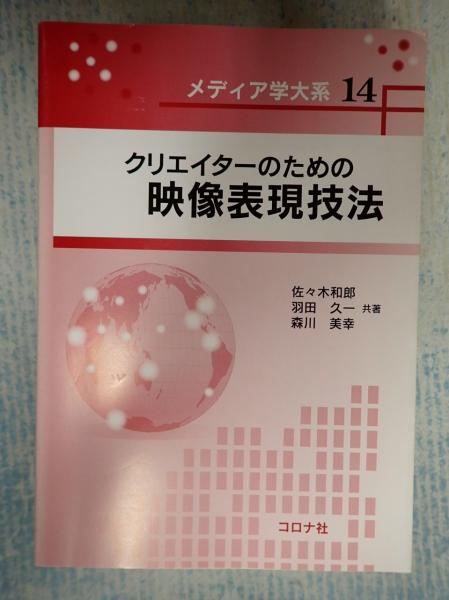 メディア学大系 14
クリエイターのための
映像表現技法
佐々木和郎
羽田 久一 共著
森川 美幸
コロナ社